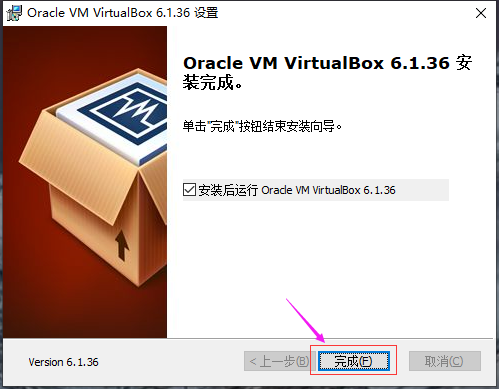 Oracle VM VirtualBox 6.1.36 设置
Oracle VM VirtualBox 6.1.36 安
装完成。
单击"完成"按钮结束安装向导。
安装后运行 Oracle VM VirtualBox 6.1.36
Version 6.1.36
< 上一步(B)
完成(F)
取消(C)